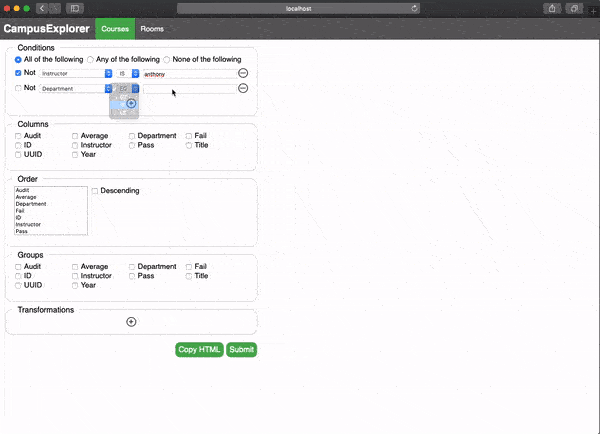 localhost
CampusExplorer Courses Rooms
Conditions
All of the following Any of the following None of the following
Not Instructor IS anthony
Not Department EQ
Columns
Audit Average Department Fail
ID Instructor Pass Title
UUID Year
Order
Audit
Average
Department
Fail
ID
Instructor
Pass
Descending
Groups
Audit Average Department Fail
ID Instructor Pass Title
UUID Year
Transformations
Copy HTML Submit